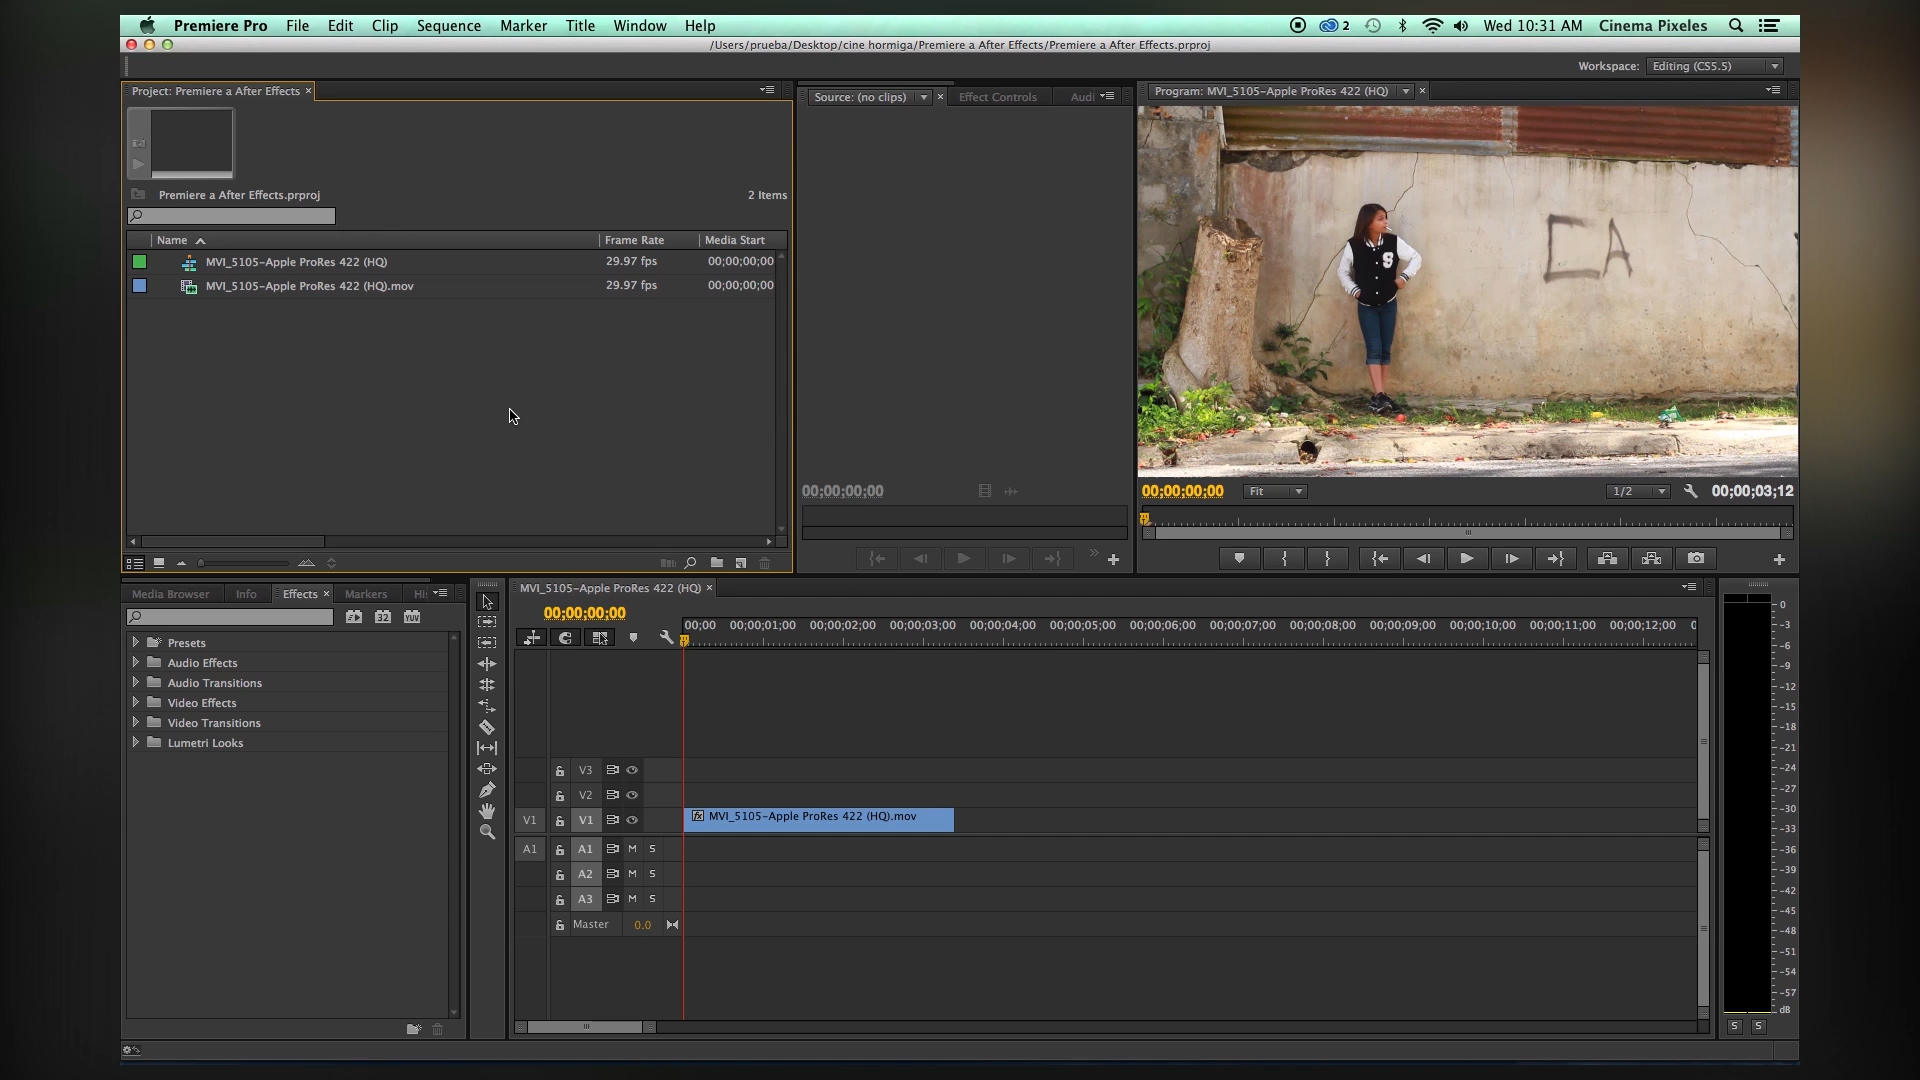 Premiere Pro File Edit Clip Sequence Marker Title Window Help 2 Wed 10:31 AM Cinema Pixeles
/Users/prueba/Desktop/cine hormiga/Premiere a After Effects/Premiere a After Effects.prproj
Workspace: Editing (CS5.5)
Project: Premiere a After Effects ×
Premiere a After Effects.prproj 2 Items
Name Frame Rate Media Start
MVI_5105-Apple ProRes 422 (HQ) 29.97 fps 00;00;00;00
MVI_5105-Apple ProRes 422 (HQ).mov 29.97 fps 00;00;00;00
Source: (no clips) × Effect Controls Audi
00;00;00;00
Program: MVI_5105-Apple ProRes 422 (HQ) ×
S
CA
00;00;00;00 Fit 1/2 00;00;03;12
Media Browser Info Effects × Markers Hi
32 YUV
Presets
Audio Effects
Audio Transitions
Video Effects
Video Transitions
Lumetri Looks
MVI_5105-Apple ProRes 422 (HQ) ×
00;00;00;00
00;00 00;00;01;00 00;00;02;00 00;00;03;00 00;00;04;00 00;00;05;00 00;00;06;00 00;00;07;00 00;00;08;00 00;00;09;00 00;00;10;00 00;00;11;00 00;00;12;00 0
V3
V2
V1 V1 fx MVI_5105-Apple ProRes 422 (HQ).mov
A1 A1 M S
A2 M S
A3 M S
Master 0.0
0
-3
-6
-9
-12
-15
-18
-21
-24
-27
-30
-33
-36
-39
-42
-45
-48
-51
-54
-57
dB
S S